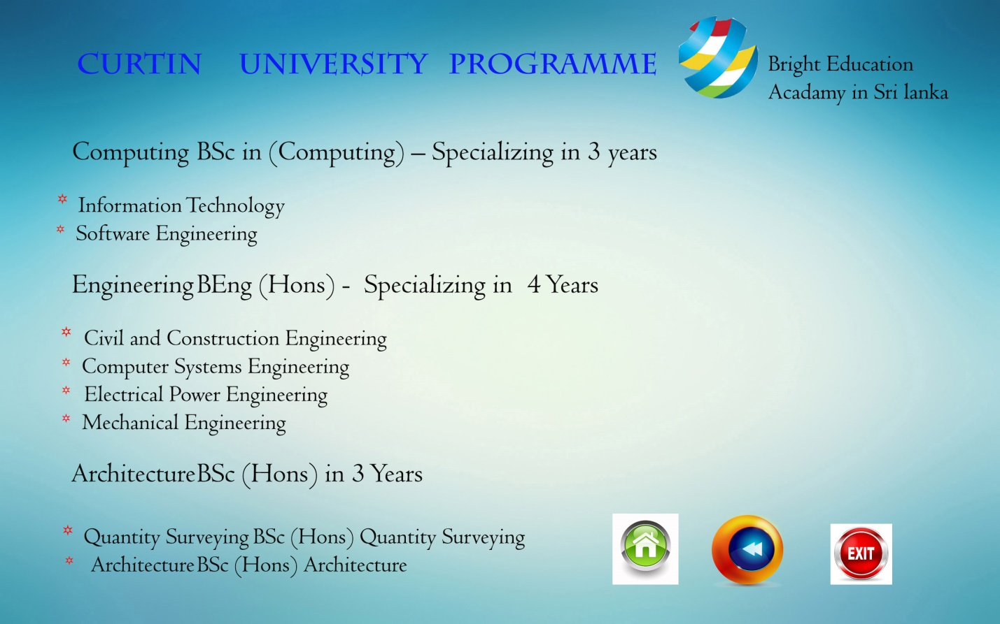 CURTIN UNIVERSITY PROGRAMME
Bright Education
Acadamy in Sri lanka
Computing BSc in (Computing) – Specializing in 3 years
Information Technology
Software Engineering
Engineering BEng (Hons) - Specializing in 4 Years
Civil and Construction Engineering
Computer Systems Engineering
Electrical Power Engineering
Mechanical Engineering
Architecture BSc (Hons) in 3 Years
Quantity Surveying BSc (Hons) Quantity Surveying
Architecture BSc (Hons) Architecture
EXIT